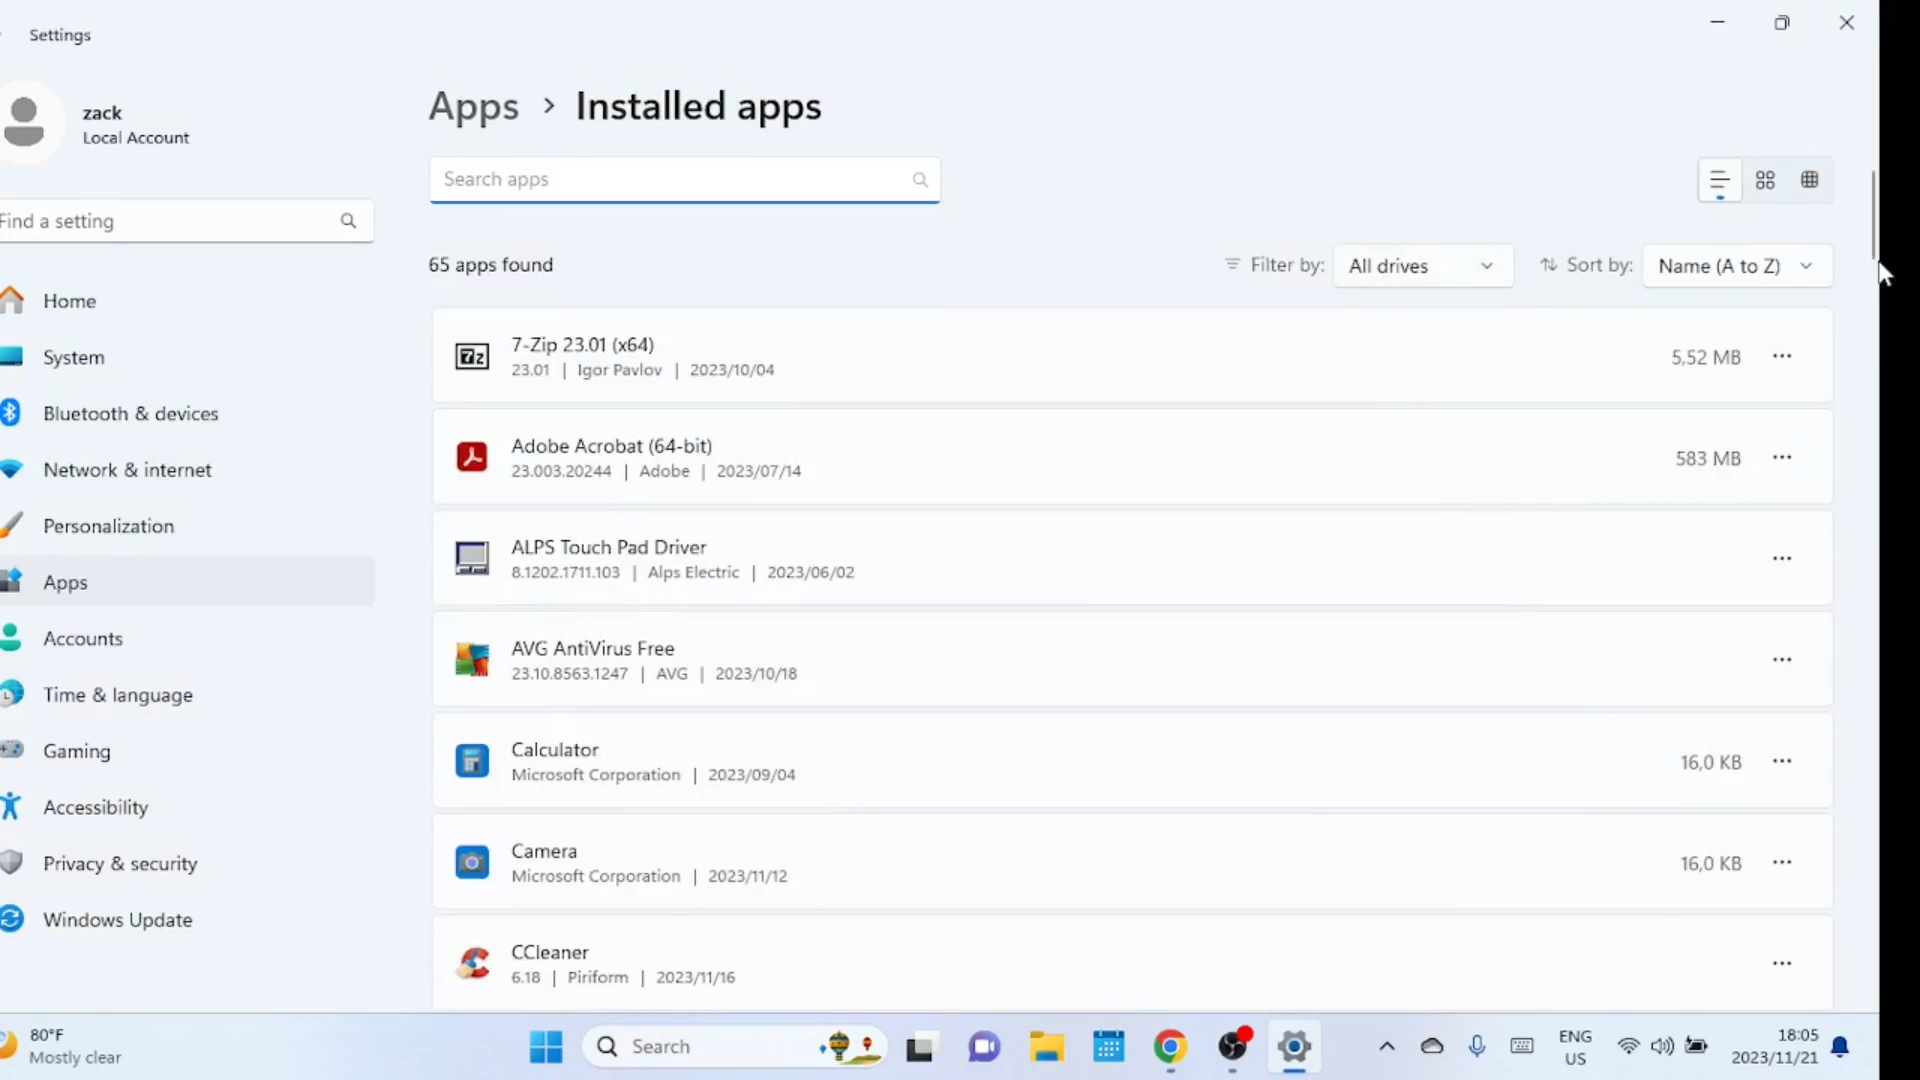 Settings
zack
Local Account
Find a setting
Home
System
Bluetooth & devices
Network & internet
Personalization
Apps
Accounts
Time & language
Gaming
Accessibility
Privacy & security
Windows Update
Apps > Installed apps
Search apps
65 apps found
Filter by: All drives
Sort by: Name (A to Z)
7-Zip 23.01 (x64)
23.01 | Igor Pavlov | 2023/10/04
5,52 MB
Adobe Acrobat (64-bit)
23.003.20244 | Adobe | 2023/07/14
583 MB
ALPS Touch Pad Driver
8.1202.1711.103 | Alps Electric | 2023/06/02
AVG AntiVirus Free
23.10.8563.1247 | AVG | 2023/10/18
Calculator
Microsoft Corporation | 2023/09/04
16,0 KB
Camera
Microsoft Corporation | 2023/11/12
16,0 KB
CCleaner
6.18 | Piriform | 2023/11/16
80°F
Mostly clear
Search
ENG
US
18:05
2023/11/21